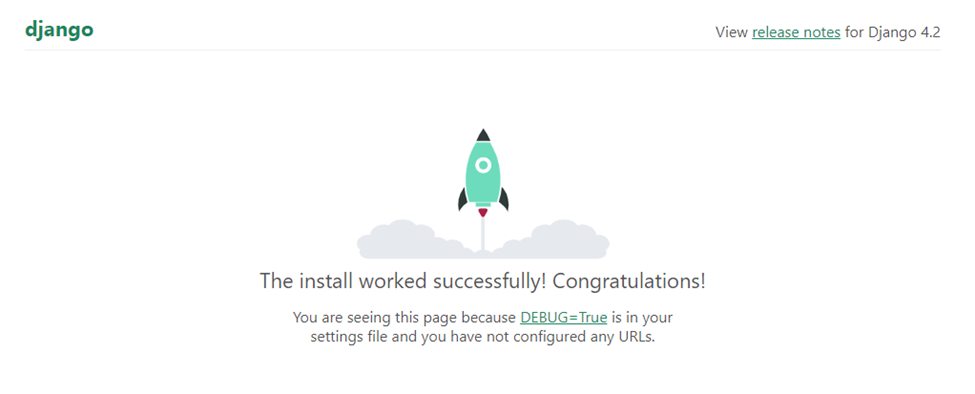 django
View release notes for Django 4.2
The install worked successfully! Congratulations!
You are seeing this page because DEBUG=True is in your
settings file and you have not configured any URLs.